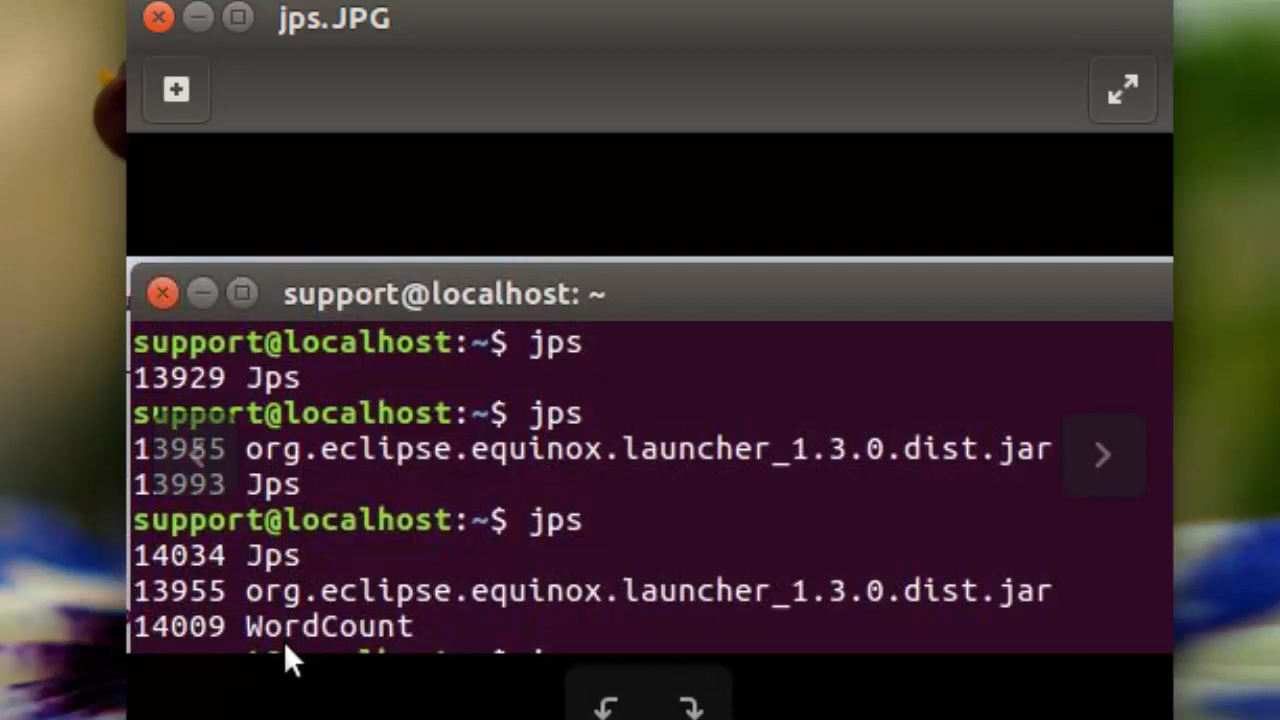 jps.JPG
support@localhost: ~
support@localhost:~$ jps
13929 Jps
support@localhost:~$ jps
13955 org.eclipse.equinox.launcher_1.3.0.dist.jar
13993 Jps
support@localhost:~$ jps
14034 Jps
13955 org.eclipse.equinox.launcher_1.3.0.dist.jar
14009 WordCount